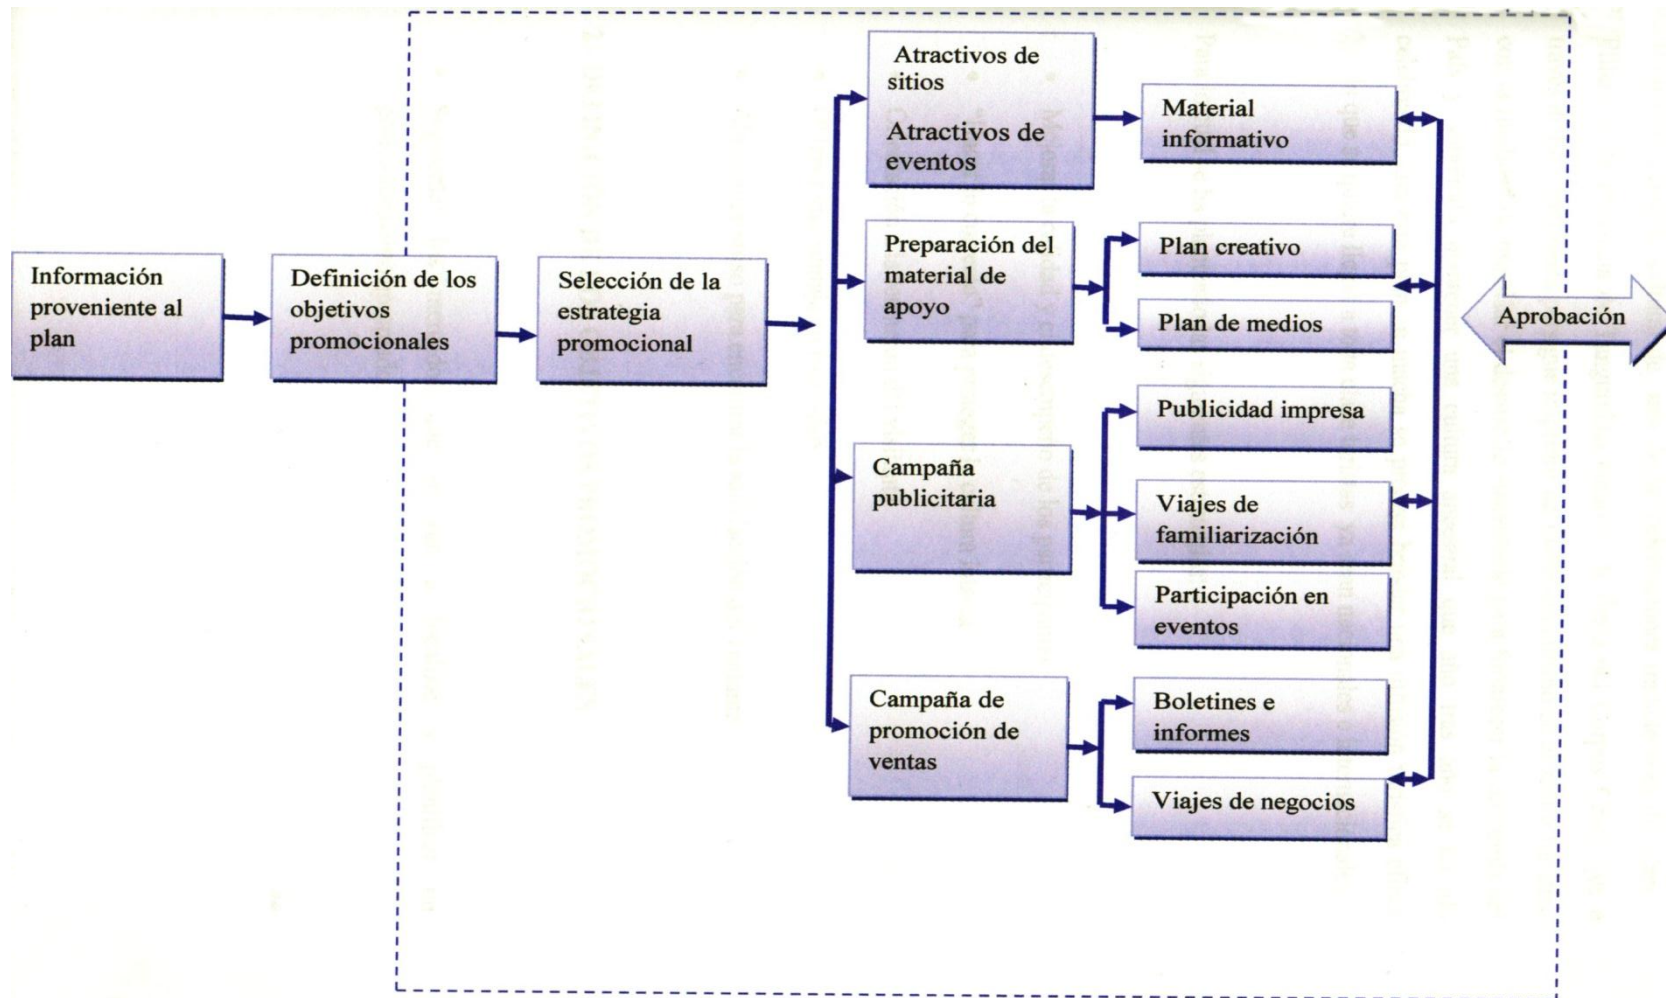 Información
proveniente al
plan
Definición de los
objetivos
promocionales
Selección de la
estrategia
promocional
Atractivos de
sitios
Atractivos de
eventos
Material
informativo
Preparación del
material de
apoyo
Plan creativo
Plan de medios
Campaña
publicitaria
Publicidad impresa
Viajes de
familiarización
Participación en
eventos
Campaña de
promoción de
ventas
Boletines e
informes
Viajes de negocios
Aprobación